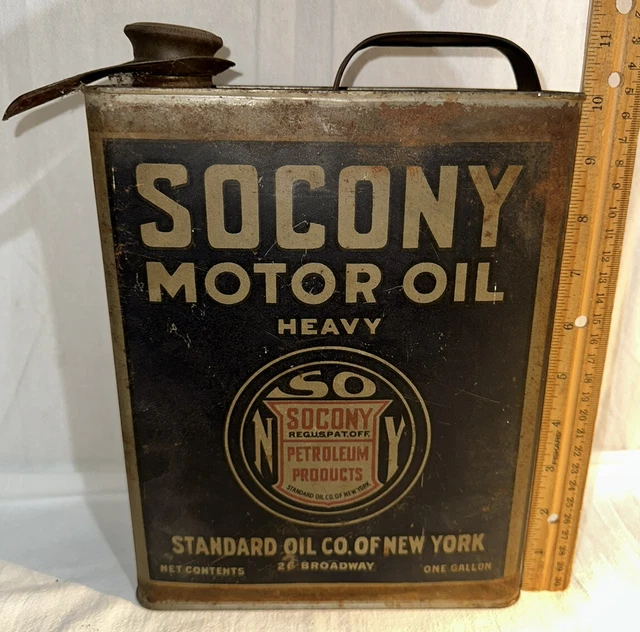 SOCONY
MOTOR OIL
HEAVY
SO
N Y
SOCONY
REG.U.S.PAT.OFF.
PETROLEUM
PRODUCTS
STANDARD OIL CO. OF NEW YORK
STANDARD OIL CO. OF NEW YORK
26 BROADWAY
NET CONTENTS ONE GALLON